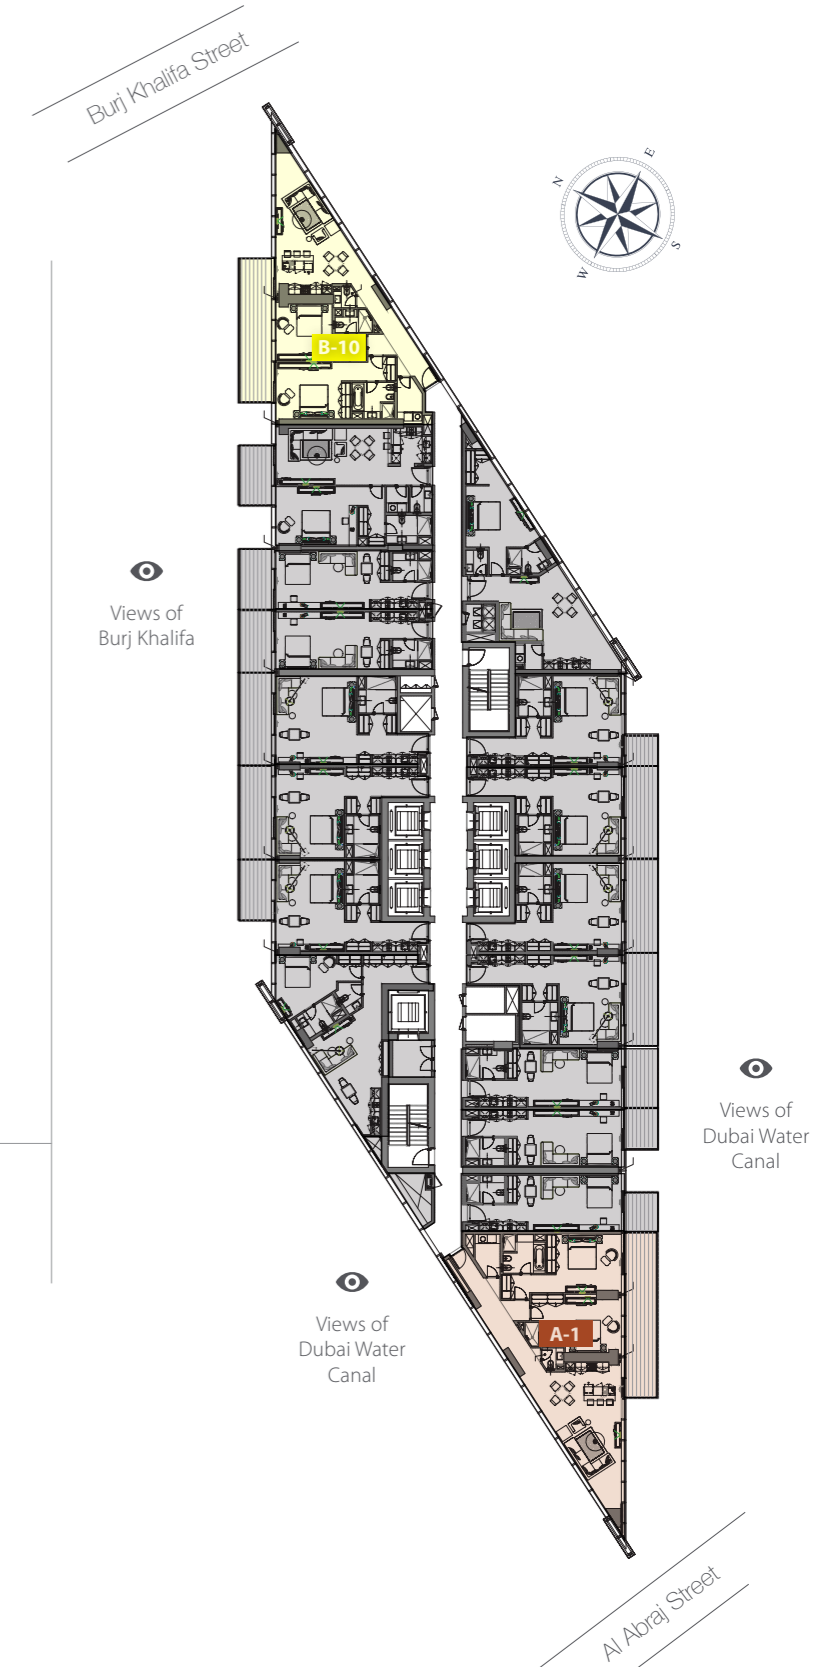 Burj Khalifa Street
N
E
W
S
B-10
Views of
Burj Khalifa
Views of
Dubai Water
Canal
Views of
Dubai Water
Canal
A-1
Al Abraj Street